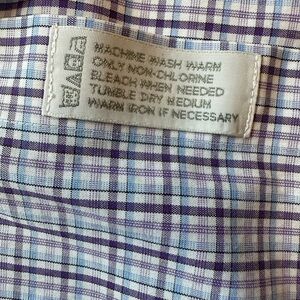 MACHINE WASH WARM
ONLY NON-CHLORINE
BLEACH WHEN NEEDED
TUMBLE DRY MEDIUM
WARM IRON IF NECESSARY